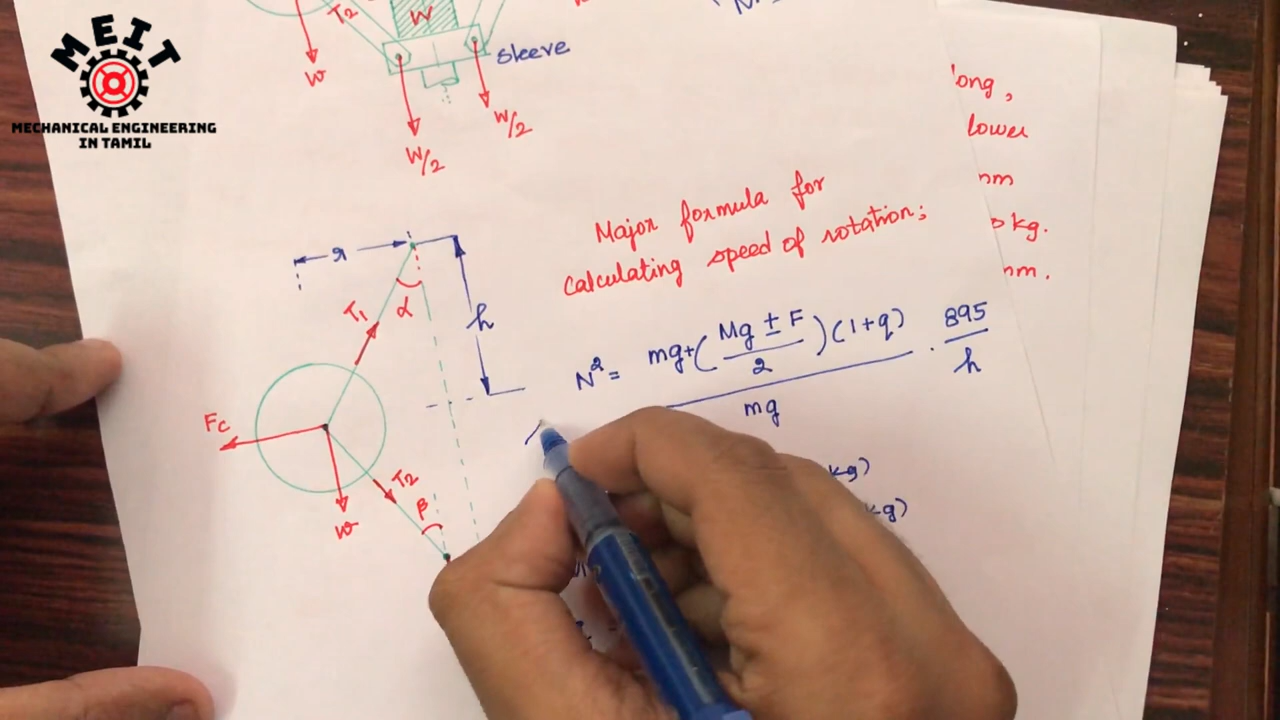 MEIT
MECHANICAL ENGINEERING
IN TAMIL
T2
W
w
Sleeve
W/2
W/2
long,
lower
mm
kg.
mm.
Major formula for
calculating speed of rotation;
r
T1
α
h
Fc
T2
β
w
N² = mg+(Mg ± F / 2)(1+q) / mg . 895 / h
kg)
kg)